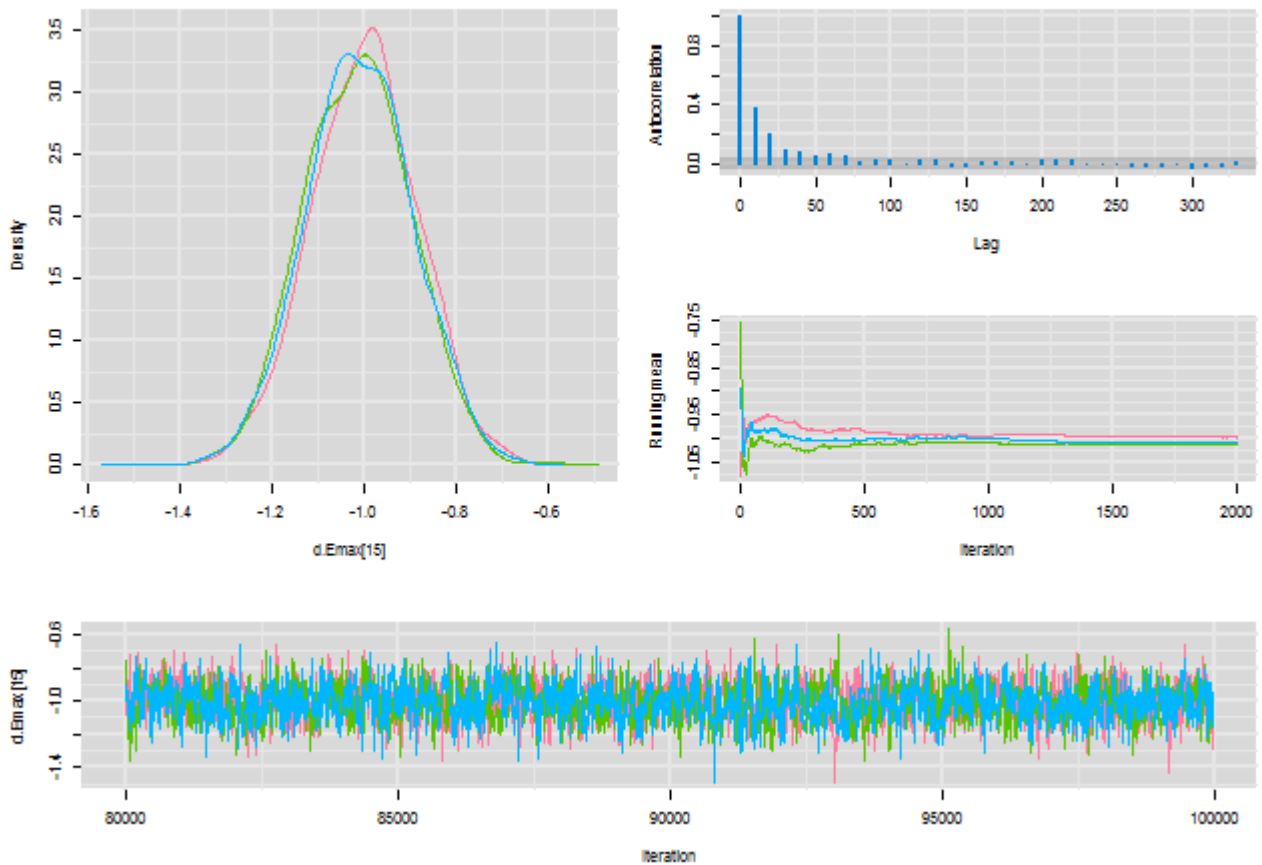 Density
0.0 0.5 1.0 1.5 2.0 2.5 3.0 3.5
-1.6 -1.4 -1.2 -1.0 -0.8 -0.6
d.Emax[15]
Autocorrelation
0.0 0.4 0.8
0 50 100 150 200 250 300
Lag
Running mean
-1.05 -0.95 -0.85 -0.75
0 500 1000 1500 2000
Iteration
d.Emax[15]
-1.4 -1.0 -0.6
80000 85000 90000 95000 100000
Iteration